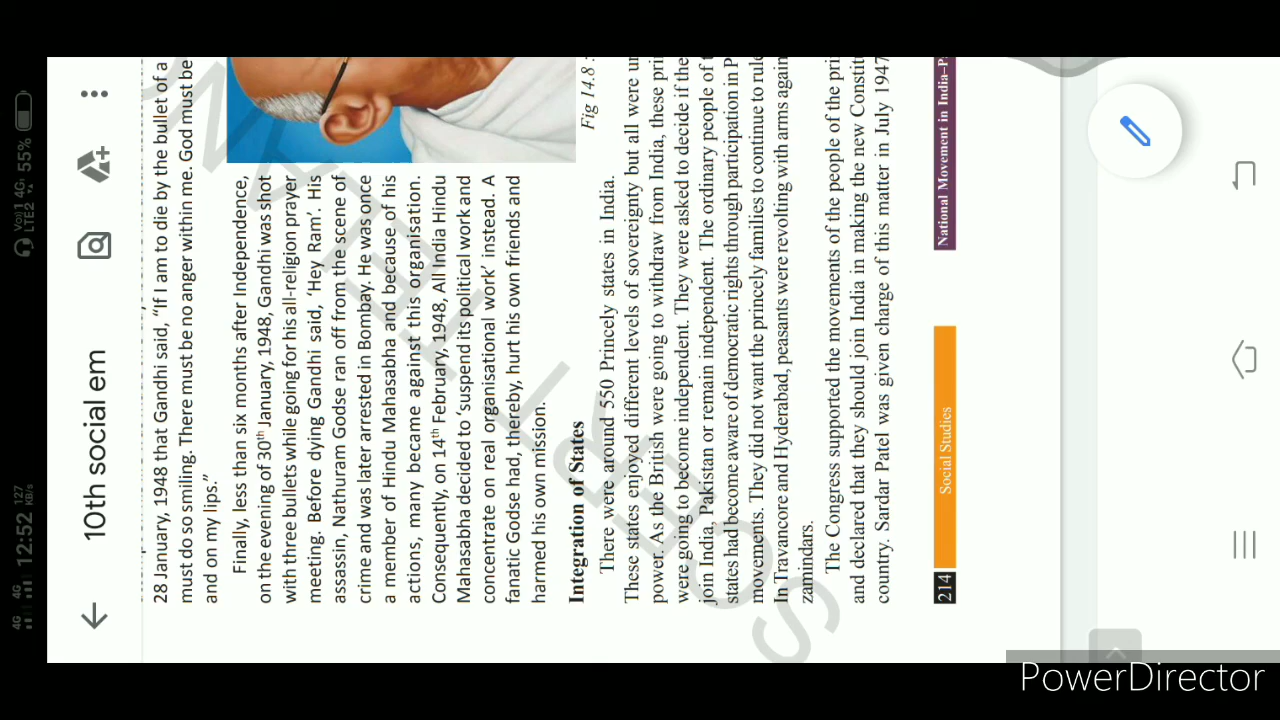 4G 4G 12:52 127 KB/s
Voij1 4G LTE2 55%
10th social em
28 January, 1948 that Gandhi said, “If I am to die by the bullet of a
must do so smiling. There must be no anger within me. God must be
and on my lips.”
Finally, less than six months after Independence,
on the evening of 30th January, 1948, Gandhi was shot
with three bullets while going for his all-religion prayer
meeting. Before dying Gandhi said, ‘Hey Ram’. His
assassin, Nathuram Godse ran off from the scene of
crime and was later arrested in Bombay. He was once
a member of Hindu Mahasabha and because of his
actions, many became against this organisation.
Consequently, on 14th February, 1948, All India Hindu
Mahasabha decided to ‘suspend its political work and
concentrate on real organisational work’ instead. A
fanatic Godse had, thereby, hurt his own friends and
harmed his own mission.
Fig 14.8 :
Integration of States
There were around 550 Princely states in India.
These states enjoyed different levels of sovereignty but all were
power. As the British were going to withdraw from India, these
were going to become independent. They were asked to decide if the
join India, Pakistan or remain independent. The ordinary people of
states had become aware of democratic rights through participation in
movements. They did not want the princely families to continue to
In Travancore and Hyderabad, peasants were revolting with arms
zamindars.
The Congress supported the movements of the people of the
and declared that they should join India in making the new
country. Sardar Patel was given charge of this matter in July 1947
214 Social Studies National Movement in India–
SCERT TELAN
PowerDirector